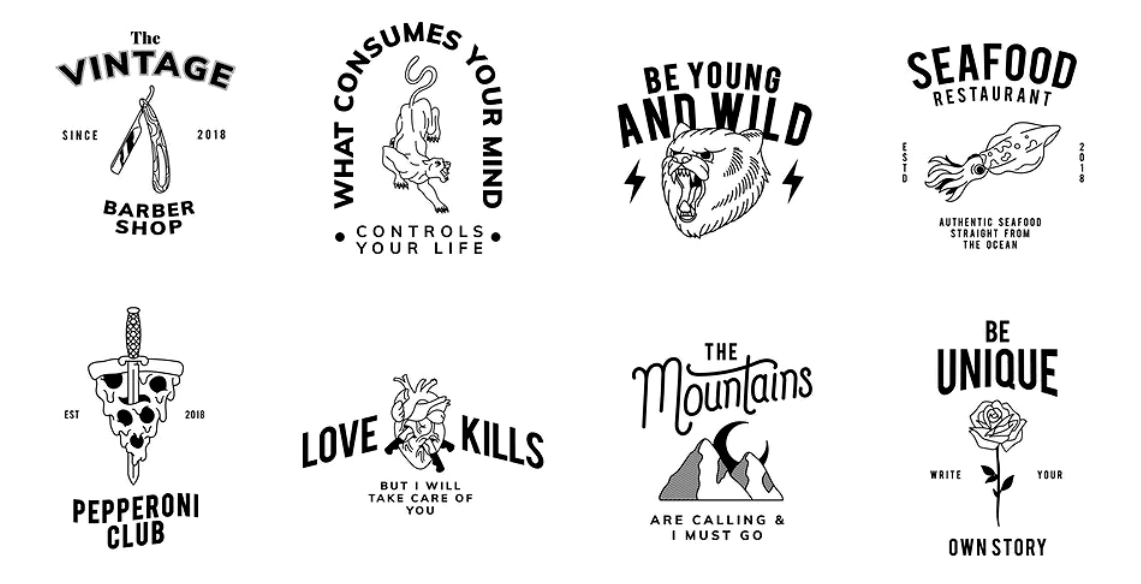 The
VINTAGE
SINCE 2018
BARBER
SHOP
WHAT CONSUMES YOUR MIND
CONTROLS
YOUR LIFE
BE YOUNG
AND WILD
SEAFOOD
RESTAURANT
ESTD 2018
AUTHENTIC SEAFOOD
STRAIGHT FROM
THE OCEAN
EST 2018
PEPPERONI
CLUB
LOVE KILLS
BUT I WILL
TAKE CARE OF
YOU
THE
Mountains
ARE CALLING &
I MUST GO
BE
UNIQUE
WRITE YOUR
OWN STORY